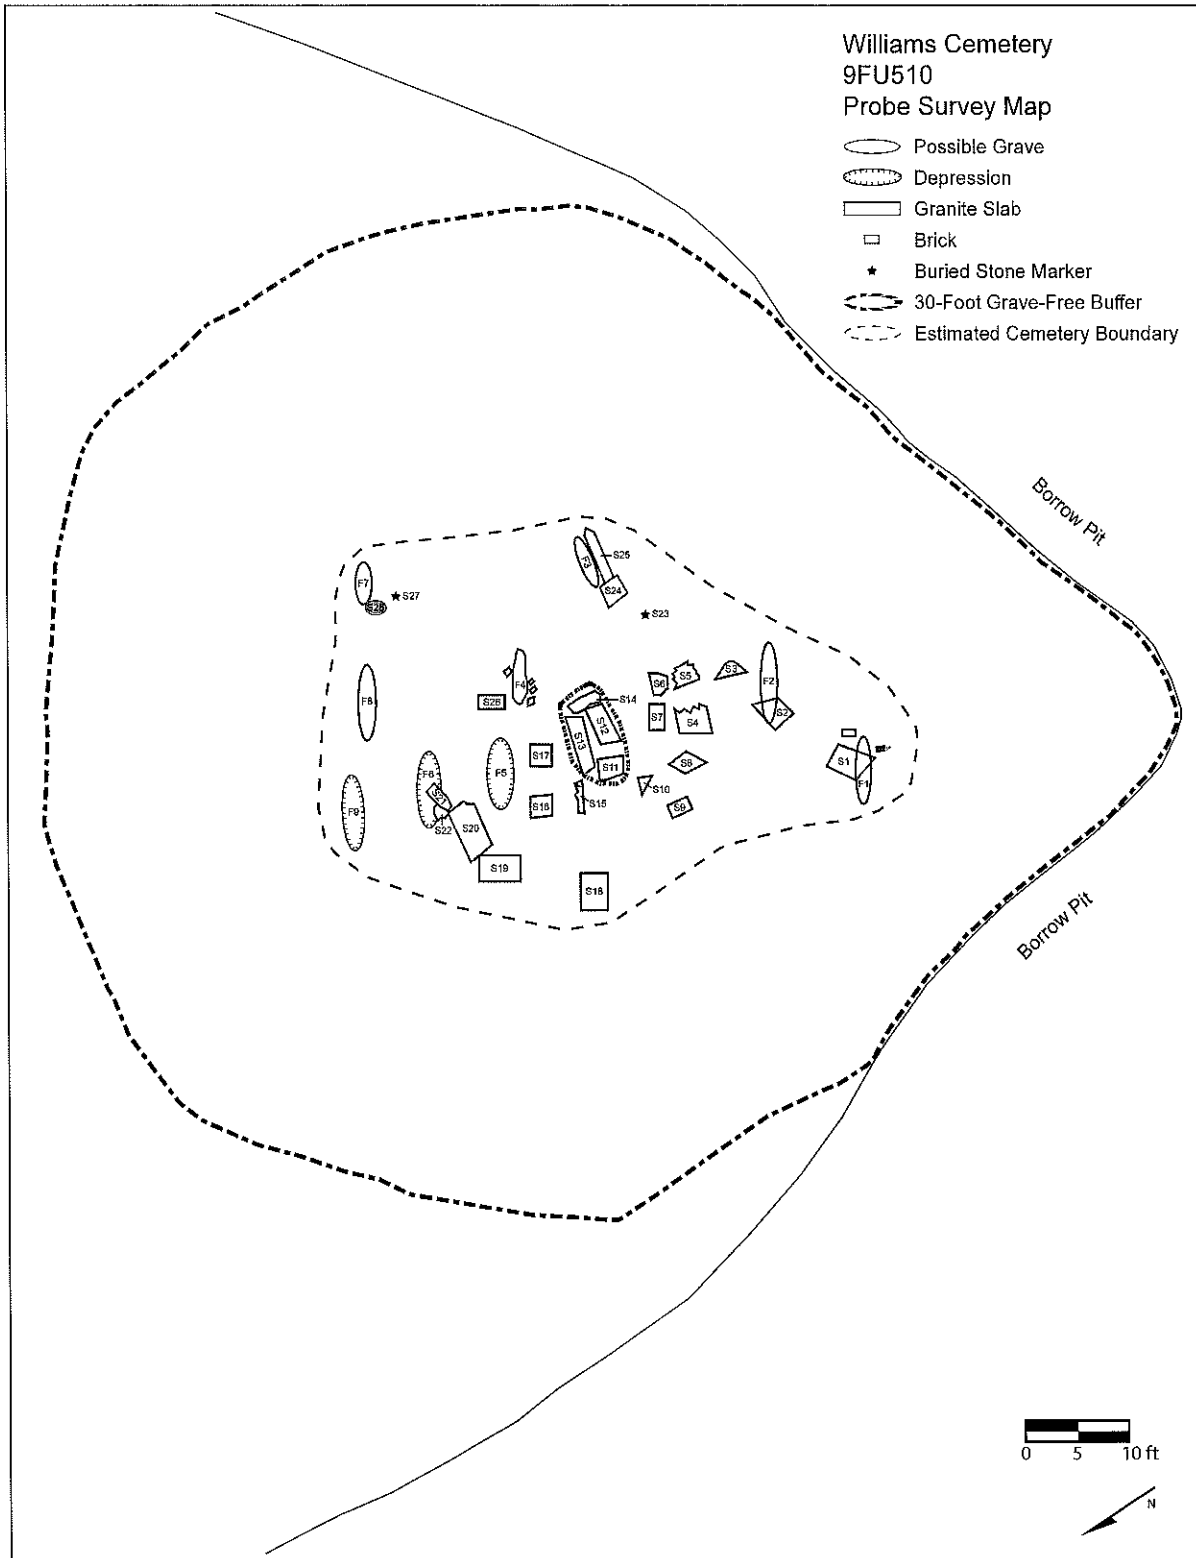 Williams Cemetery
9FU510
Probe Survey Map
Possible Grave
Depression
Granite Slab
Brick
Buried Stone Marker
30-Foot Grave-Free Buffer
Estimated Cemetery Boundary
Borrow Pit
S25
F3
F7
S24
S27
S28
S23
S3
S5
F4
S6
F2
F8
S14
S26
S2
S7
S12
S4
S13
S17
S1
S8
S11
F5
F6
F1
S10
S21
S15
S16
S9
F9
S22
S20
S19
S18
Borrow Pit
0 5 10 ft
N